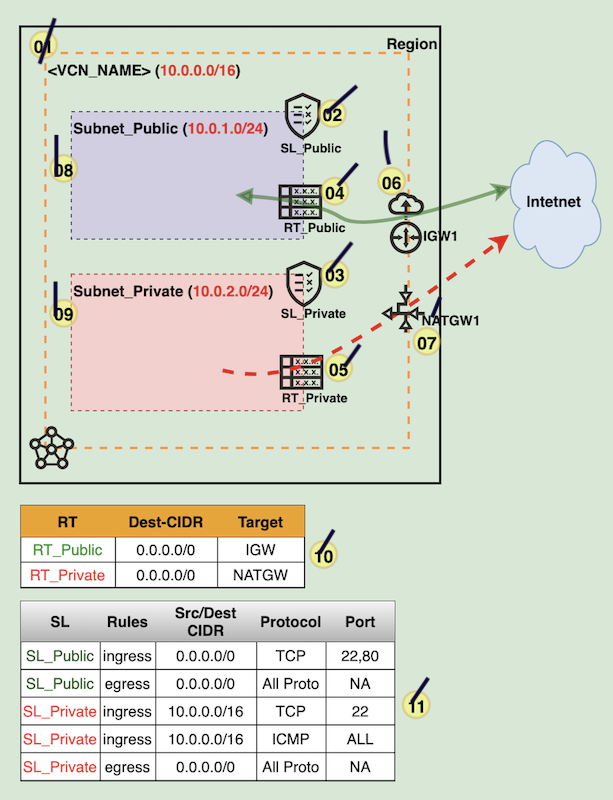 01
Region
<VCN_NAME> (10.0.0.0/16)
Subnet_Public (10.0.1.0/24)
02
SL_Public
08
04
06
x.x.x.
x.x.x.
x.x.x.
RT_Public
IGW1
Intetnet
Subnet_Private (10.0.2.0/24)
03
SL_Private
09
NATGW1
07
05
x.x.x.
x.x.x.
x.x.x.
RT_Private
RT Dest-CIDR Target
RT_Public 0.0.0.0/0 IGW
RT_Private 0.0.0.0/0 NATGW
10
SL Rules Src/Dest CIDR Protocol Port
SL_Public ingress 0.0.0.0/0 TCP 22,80
SL_Public egress 0.0.0.0/0 All Proto NA
SL_Private ingress 10.0.0.0/16 TCP 22
SL_Private ingress 10.0.0.0/16 ICMP ALL
SL_Private egress 0.0.0.0/0 All Proto NA
11